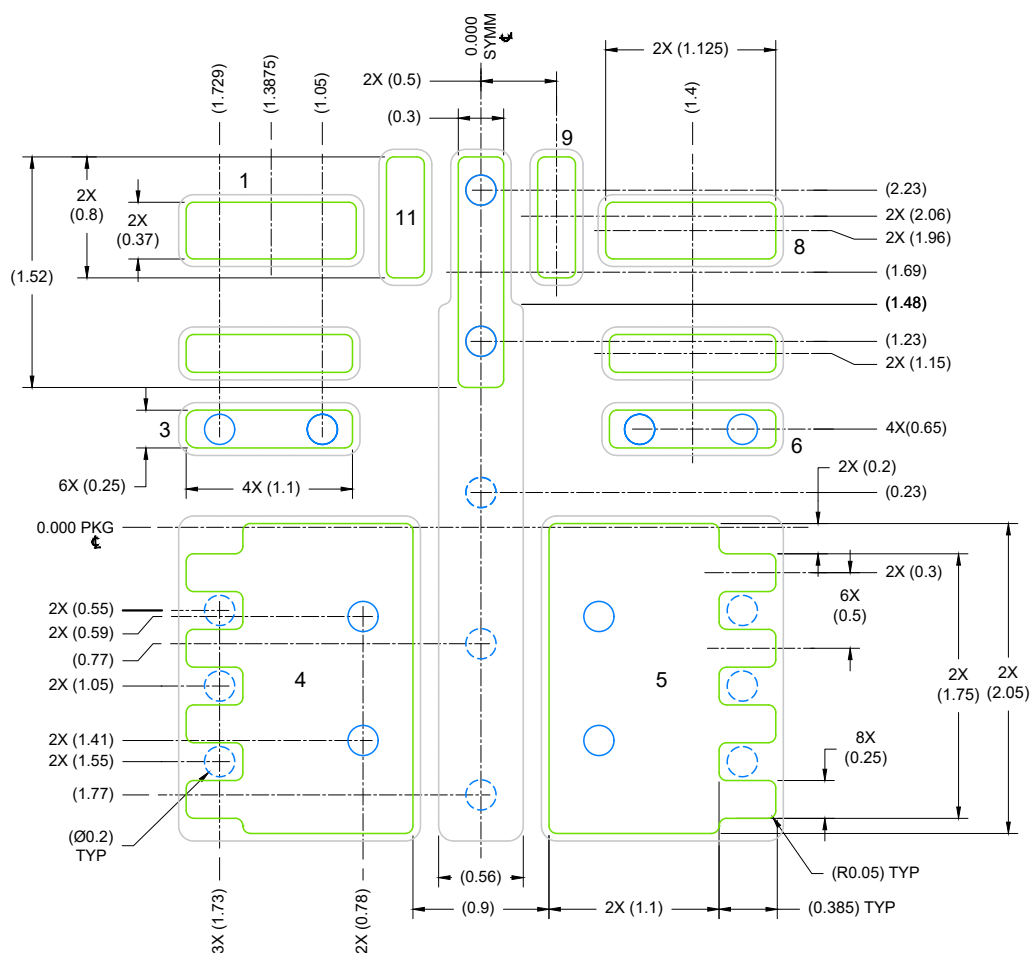 0.000
SYMM
℄
2X (1.125)
2X (0.5)
(0.3)
(1.729)
(1.3875)
(1.05)
(1.4)
9
1
11
8
2X
(0.8)
2X
(0.37)
(1.52)
(2.23)
2X (2.06)
2X (1.96)
(1.69)
(1.48)
(1.23)
2X (1.15)
3
6
4X(0.65)
6X (0.25)
4X (1.1)
2X (0.2)
(0.23)
0.000 PKG
℄
2X (0.3)
6X
(0.5)
2X (0.55)
2X (0.59)
(0.77)
4
5
2X (1.05)
2X
(1.75)
2X
(2.05)
2X (1.41)
2X (1.55)
8X
(0.25)
(1.77)
(Ø0.2)
TYP
(R0.05) TYP
(0.56)
(0.9)
2X (1.1)
(0.385) TYP
3X (1.73)
2X (0.78)